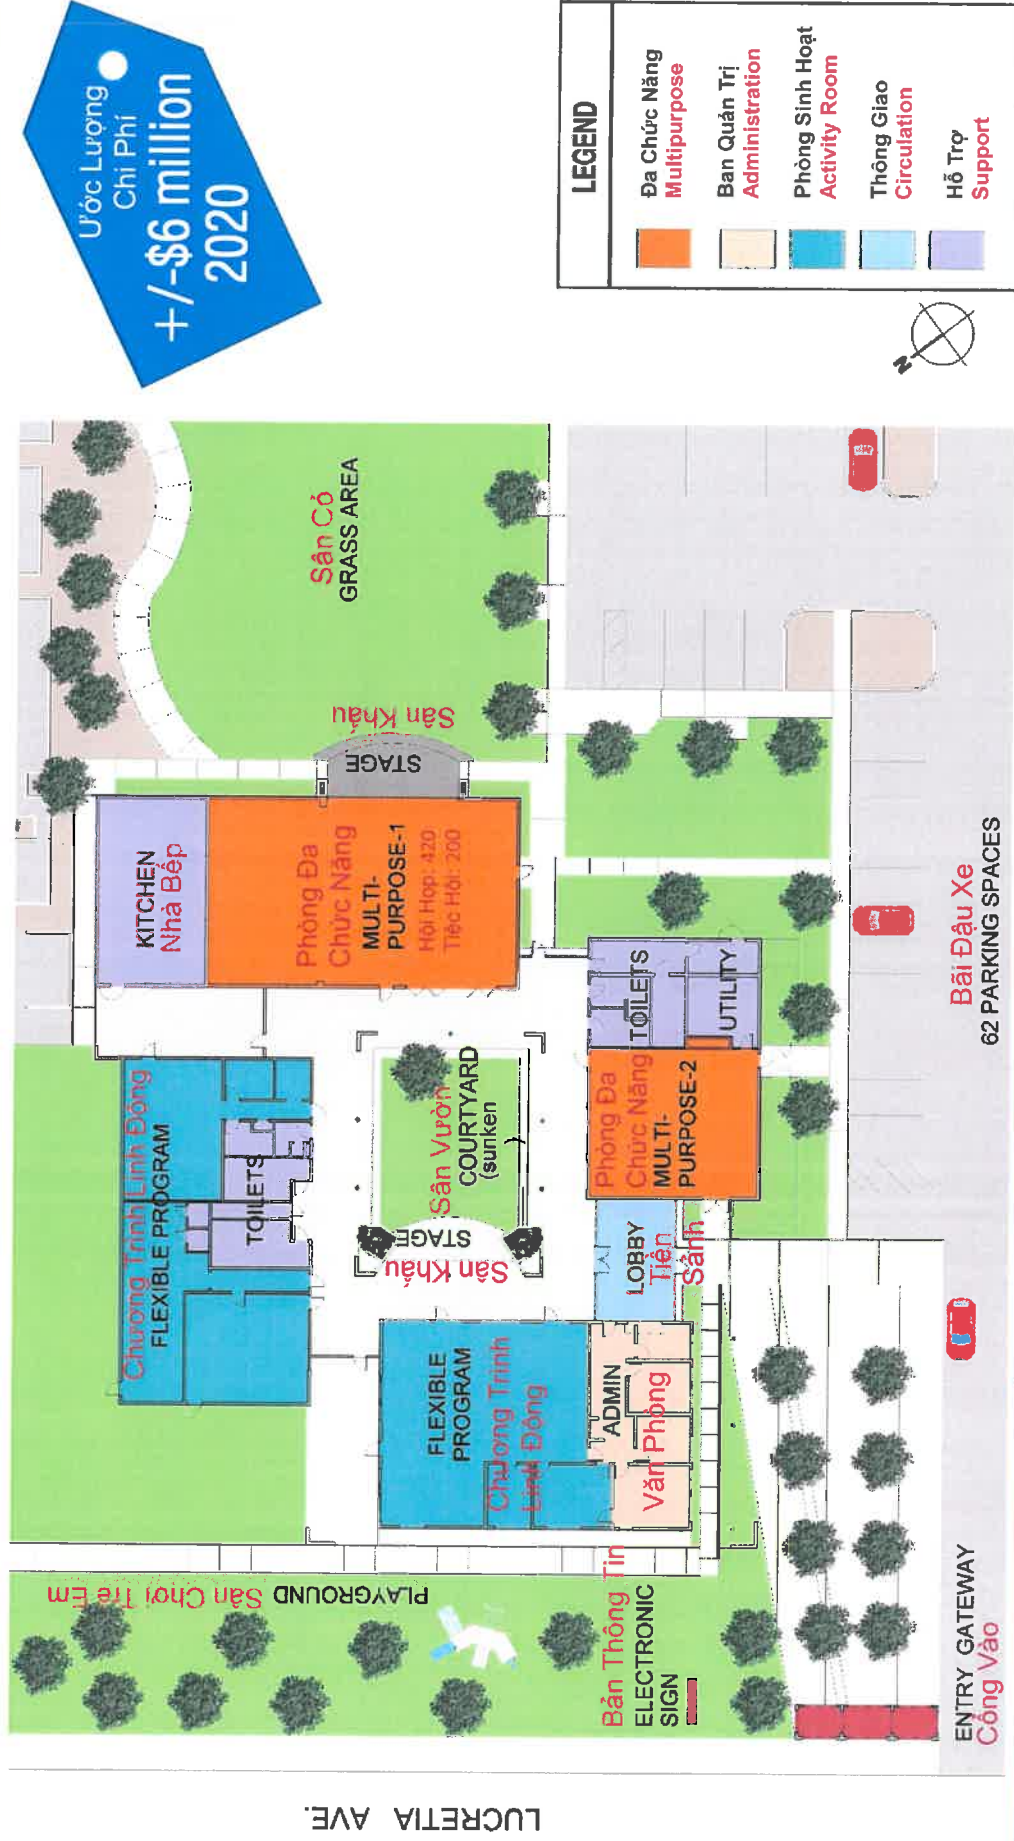 Ước Lượng
Chi Phí
+/-$6 million
2020
LEGEND
Đa Chức Năng
Multipurpose
Ban Quản Trị
Administration
Phòng Sinh Hoạt
Activity Room
Thông Giao
Circulation
Hỗ Trợ
Support
N
Sân Cỏ
GRASS AREA
Sân Khấu
STAGE
KITCHEN
Nhà Bếp
Phòng Đa
Chức Năng
MULTI-
PURPOSE-1
Hội Họp: 420
Tiệc Hội: 200
Chương Trình Linh Động
FLEXIBLE PROGRAM
TOILETS
Sân Vườn
COURTYARD
(sunken)
STAGE
Sân Khấu
TOILETS
UTILITY
Phòng Đa
Chức Năng
MULTI-
PURPOSE-2
LOBBY
Tiền
Sảnh
FLEXIBLE
PROGRAM
Chương Trình
Linh Động
ADMIN
Văn Phòng
Bãi Đậu Xe
62 PARKING SPACES
Sân Chơi Trẻ Em
PLAYGROUND
Bản Thông Tin
ELECTRONIC
SIGN
ENTRY GATEWAY
Cổng Vào
LUCRETIA AVE.